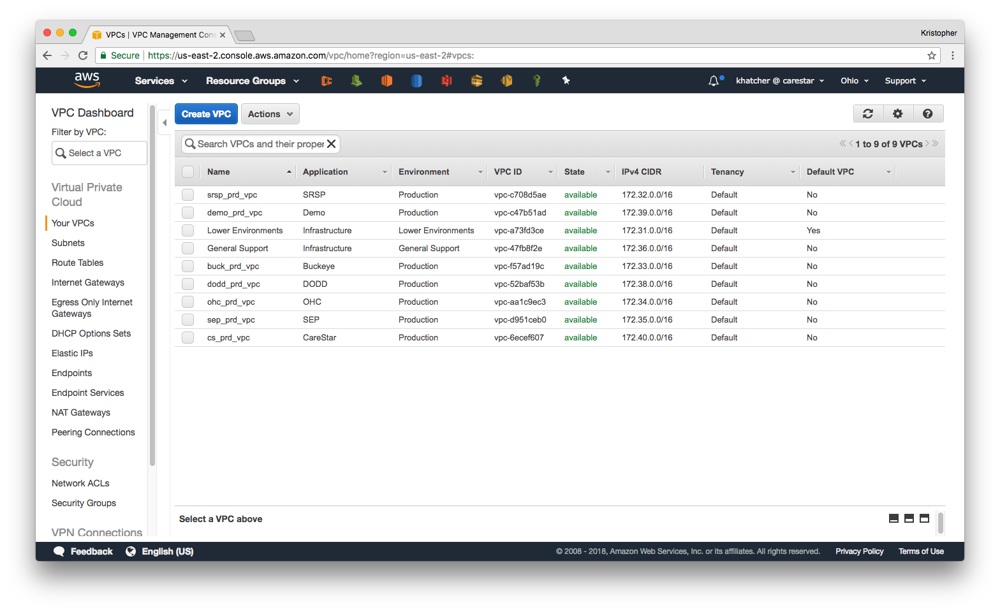 VPCs | VPC Management Cons
Kristopher
Secure https://us-east-2.console.aws.amazon.com/vpc/home?region=us-east-2#vpcs:
aws Services Resource Groups khatcher @ carestar Ohio Support
VPC Dashboard
Filter by VPC:
Select a VPC
Virtual Private
Cloud
Your VPCs
Subnets
Route Tables
Internet Gateways
Egress Only Internet
Gateways
DHCP Options Sets
Elastic IPs
Endpoints
Endpoint Services
NAT Gateways
Peering Connections
Security
Network ACLs
Security Groups
VPN Connections
Create VPC Actions
Search VPCs and their proper 1 to 9 of 9 VPCs
Name Application Environment VPC ID State IPv4 CIDR Tenancy Default VPC
srsp_prd_vpc SRSP Production vpc-c708d5ae available 172.32.0.0/16 Default No
demo_prd_vpc Demo Production vpc-c47b51ad available 172.39.0.0/16 Default No
Lower Environments Infrastructure Lower Environments vpc-a73fd3ce available 172.31.0.0/16 Default Yes
General Support Infrastructure General Support vpc-47fb8f2e available 172.36.0.0/16 Default No
buck_prd_vpc Buckeye Production vpc-f57ad19c available 172.33.0.0/16 Default No
dodd_prd_vpc DODD Production vpc-52baf53b available 172.38.0.0/16 Default No
ohc_prd_vpc OHC Production vpc-aa1c9ec3 available 172.34.0.0/16 Default No
sep_prd_vpc SEP Production vpc-d951ceb0 available 172.35.0.0/16 Default No
cs_prd_vpc CareStar Production vpc-6ecef607 available 172.40.0.0/16 Default No
Select a VPC above
Feedback English (US) © 2008 - 2018, Amazon Web Services, Inc. or its affiliates. All rights reserved. Privacy Policy Terms of Use